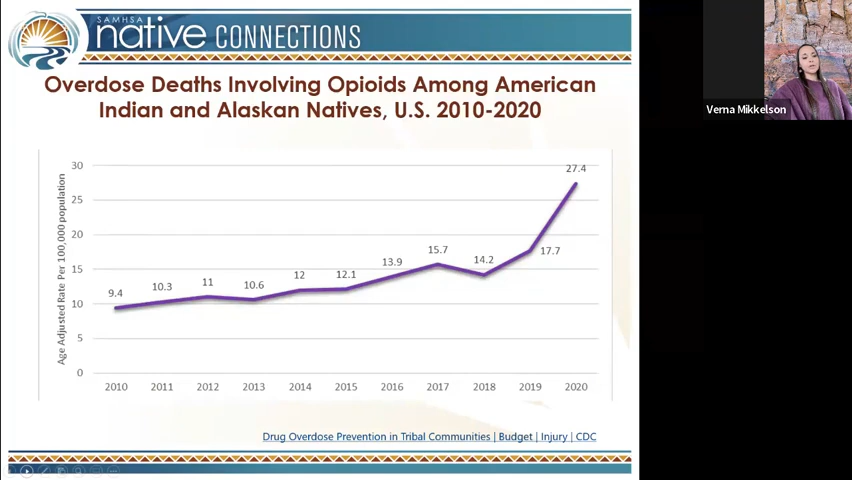 SAMHSA
native CONNECTIONS
Overdose Deaths Involving Opioids Among American
Indian and Alaskan Natives, U.S. 2010-2020
Age Adjusted Rate Per 100,000 population
30
25
20
15
10
5
0
9.4
10.3
11
10.6
12
12.1
13.9
15.7
14.2
17.7
27.4
2010 2011 2012 2013 2014 2015 2016 2017 2018 2019 2020
Drug Overdose Prevention in Tribal Communities | Budget | Injury | CDC
Verna Mikkelson